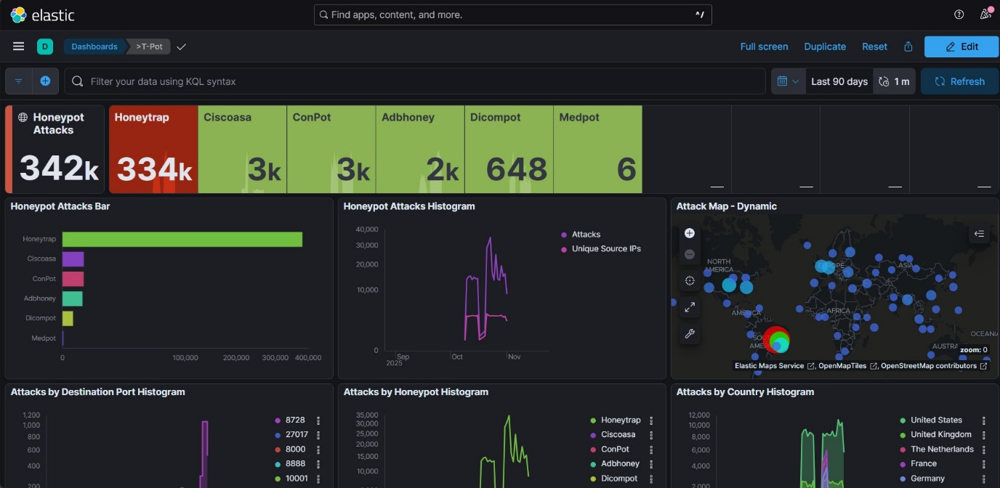 elastic
Find apps, content, and more.
^/
D
Dashboards
>T-Pot
Full screen
Duplicate
Reset
Edit
Filter your data using KQL syntax
Last 90 days
1 m
Refresh
Honeypot
Attacks
342k
Honeytrap
334k
Ciscoasa
3k
ConPot
3k
Adbhoney
2k
Dicompot
648
Medpot
6
Honeypot Attacks Bar
Honeytrap
Ciscoasa
ConPot
Adbhoney
Dicompot
Medpot
0
100,000
200,000
300,000
400,000
Honeypot Attacks Histogram
40,000
30,000
20,000
10,000
0
Sep
2025
Oct
Nov
Attacks
Unique Source IPs
Attack Map - Dynamic
NORTH
AMERICA
EUROPE
ASIA
AMERICA
AFRICA
OCEANIA
zoom: 0
Elastic Maps Service , OpenMapTiles , OpenStreetMap contributors
Attacks by Destination Port Histogram
1,200
1,000
800
600
400
200
8728
27017
8000
8888
10001
Attacks by Honeypot Histogram
35,000
30,000
25,000
20,000
15,000
10,000
Honeytrap
Ciscoasa
ConPot
Adbhoney
Dicompot
Attacks by Country Histogram
12,000
10,000
8,000
6,000
4,000
2,000
United States
United Kingdom
The Netherlands
France
Germany